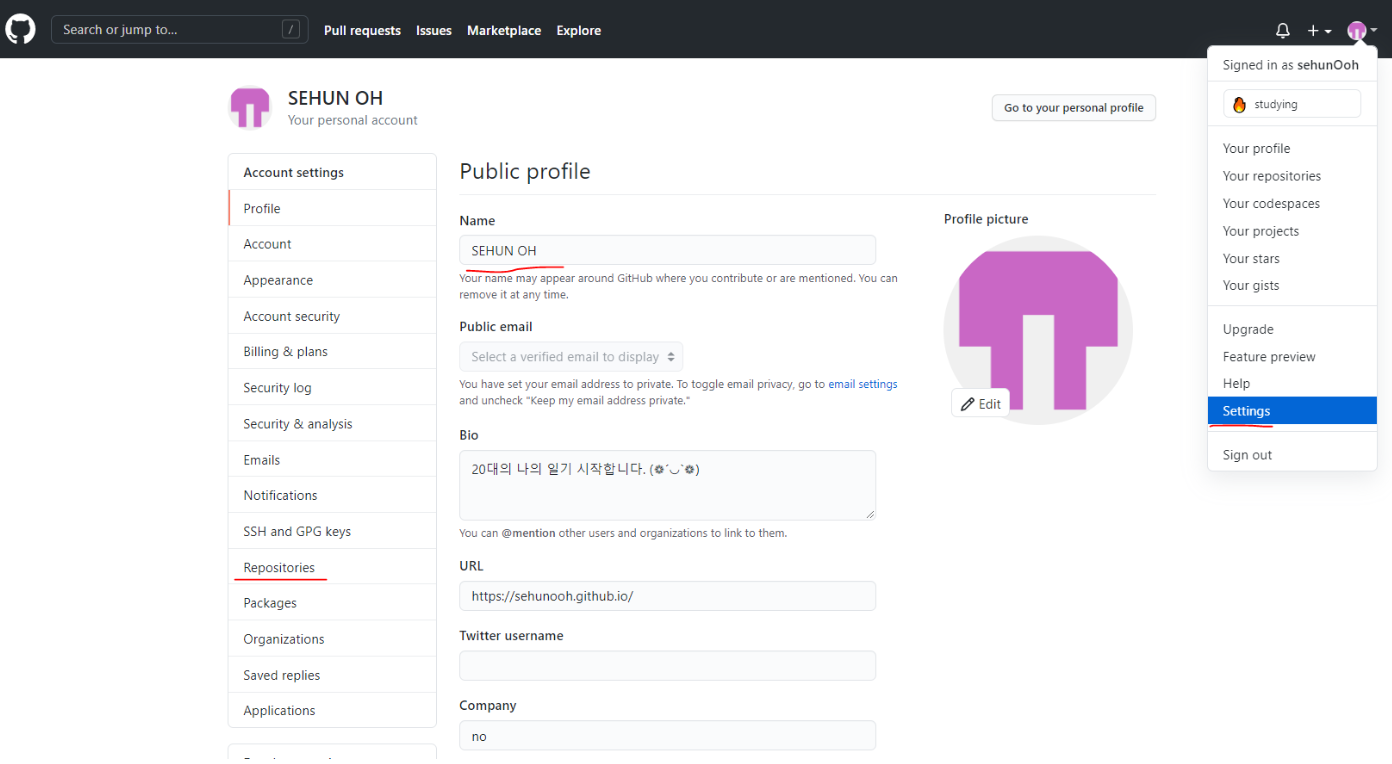 Search or jump to... /
Pull requests Issues Marketplace Explore
Signed in as sehunOoh
studying
Your profile
Your repositories
Your codespaces
Your projects
Your stars
Your gists
Upgrade
Feature preview
Help
Settings
Sign out
SEHUN OH
Your personal account
Go to your personal profile
Account settings
Profile
Account
Appearance
Account security
Billing & plans
Security log
Security & analysis
Emails
Notifications
SSH and GPG keys
Repositories
Packages
Organizations
Saved replies
Applications
Public profile
Name
SEHUN OH
Your name may appear around GitHub where you contribute or are mentioned. You can
remove it at any time.
Public email
Select a verified email to display
You have set your email address to private. To toggle email privacy, go to email settings
and uncheck "Keep my email address private."
Bio
20대의 나의 일기 시작합니다. (❁´◡`❁)
You can @mention other users and organizations to link to them.
URL
https://sehunooh.github.io/
Twitter username
Company
no
Profile picture
Edit